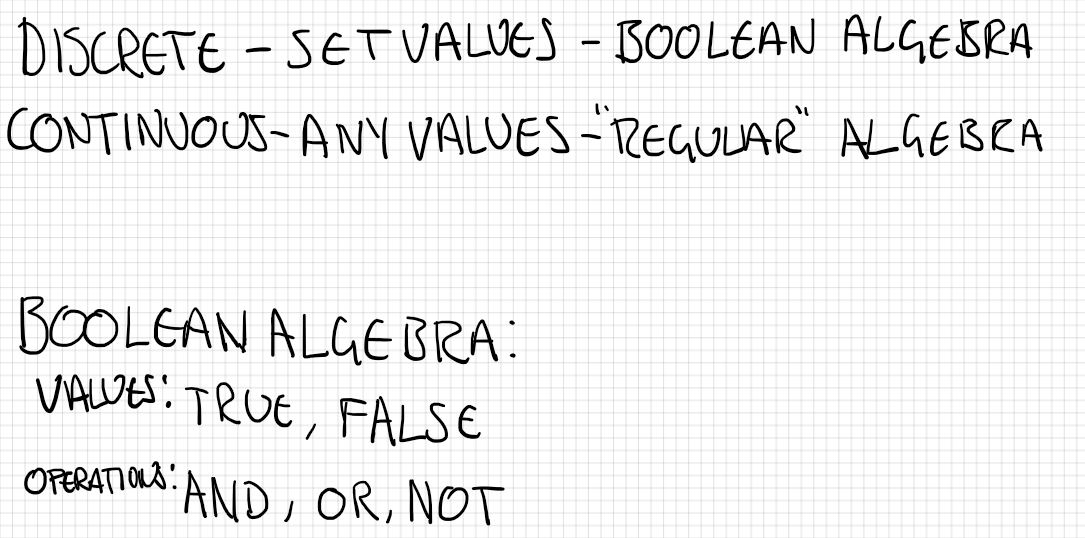 DISCRETE - SET VALUES - BOOLEAN ALGEBRA
CONTINUOUS - ANY VALUES - "REGULAR" ALGEBRA
BOOLEAN ALGEBRA:
VALUES: TRUE, FALSE
OPERATIONS: AND, OR, NOT